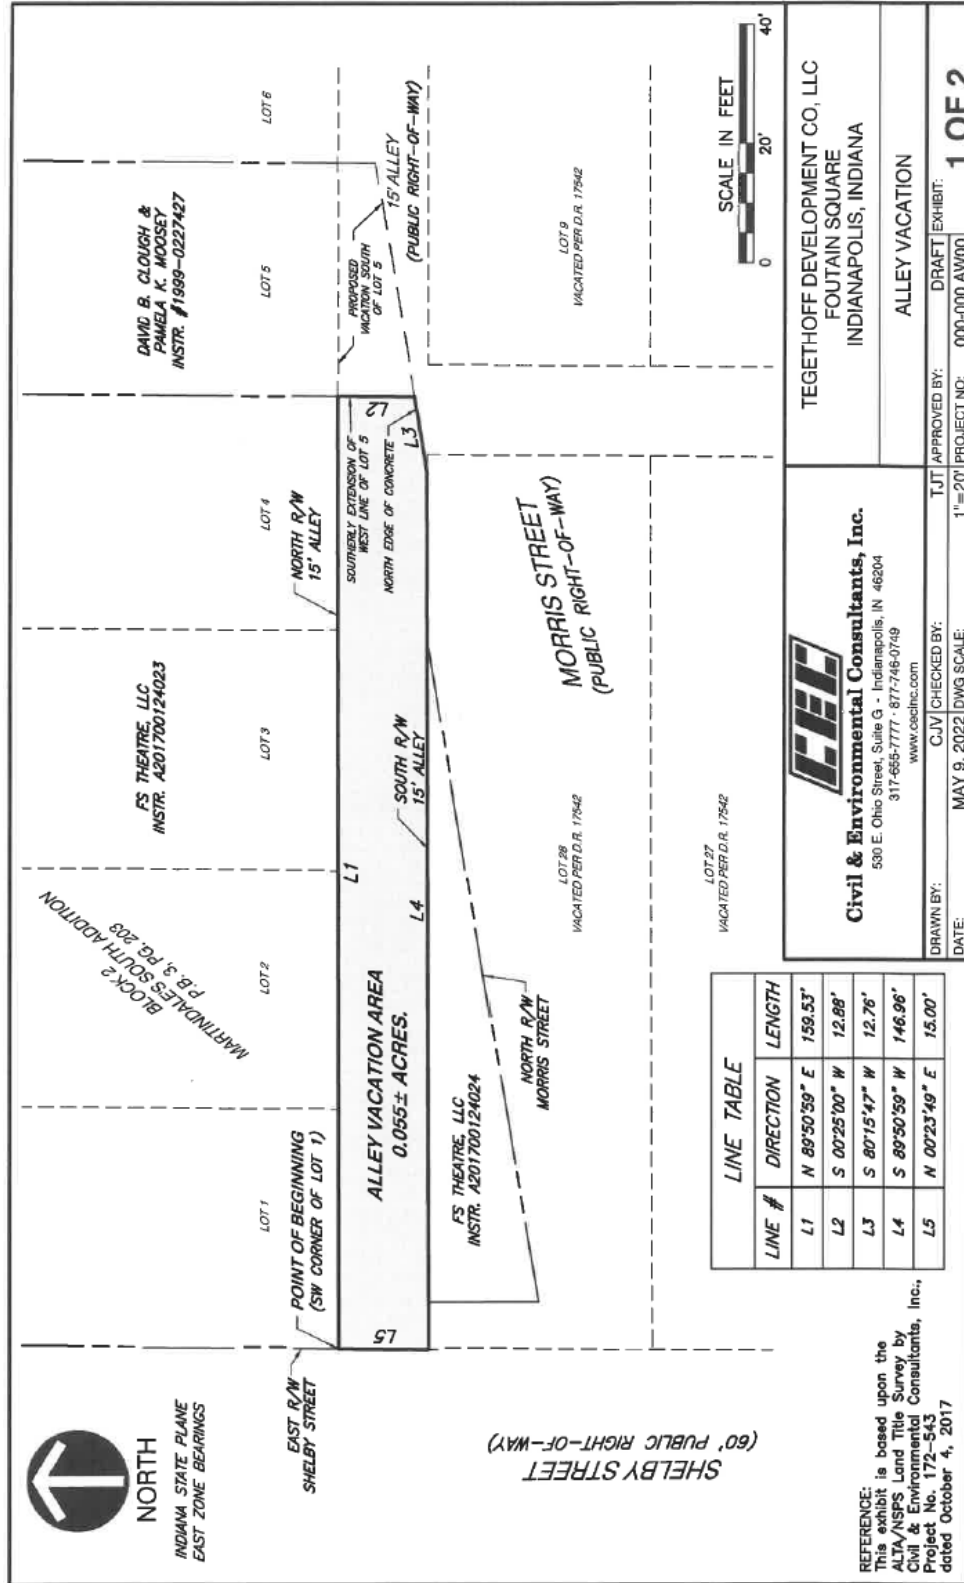 NORTH
INDIANA STATE PLANE
EAST ZONE BEARINGS
EAST R/W
SHELBY STREET
SHELBY STREET
(60' PUBLIC RIGHT-OF-WAY)
POINT OF BEGINNING
(SW CORNER OF LOT 1)
LOT 1
LOT 2
LOT 3
LOT 4
LOT 5
LOT 6
BLOCK 2
MARTINDALE'S SOUTH ADDITION
P.B. 3, PG. 203
FS THEATRE, LLC
INSTR. A201700124023
DAVID B. CLOUGH &
PAMELA K. MOOSEY
INSTR. #1999-0227427
NORTH R/W
15' ALLEY
SOUTHERLY EXTENSION OF
WEST LINE OF LOT 5
NORTH EDGE OF CONCRETE
PROPOSED
VACATION SOUTH
OF LOT 5
15' ALLEY
(PUBLIC RIGHT-OF-WAY)
L1
L2
L3
L4
L5
ALLEY VACATION AREA
0.055± ACRES.
SOUTH R/W
15' ALLEY
FS THEATRE, LLC
INSTR. A201700124024
NORTH R/W
MORRIS STREET
MORRIS STREET
(PUBLIC RIGHT-OF-WAY)
LOT 28
VACATED PER D.R. 17542
LOT 27
VACATED PER D.R. 17542
LOT 9
VACATED PER D.R. 17542
SCALE IN FEET
0 20' 40'
REFERENCE:
This exhibit is based upon the
ALTA/NSPS Land Title Survey by
Civil & Environmental Consultants, Inc.,
Project No. 172-543
dated October 4, 2017
LINE TABLE
LINE # DIRECTION LENGTH
L1 N 89°50'59" E 159.53'
L2 S 00°25'00" W 12.88'
L3 S 80°15'47" W 12.76'
L4 S 89°50'59" W 146.96'
L5 N 00°23'49" E 15.00'
CEC
Civil & Environmental Consultants, Inc.
530 E. Ohio Street, Suite G · Indianapolis, IN 46204
317-655-7777 · 877-746-0749
www.cecinc.com
TEGETHOFF DEVELOPMENT CO, LLC
FOUTAIN SQUARE
INDIANAPOLIS, INDIANA
ALLEY VACATION
DRAWN BY: CJV CHECKED BY: TJT APPROVED BY: DRAFT EXHIBIT:
DATE: MAY 9, 2022 DWG SCALE: 1"=20' PROJECT NO: 000-000 AW00
1 OF 2